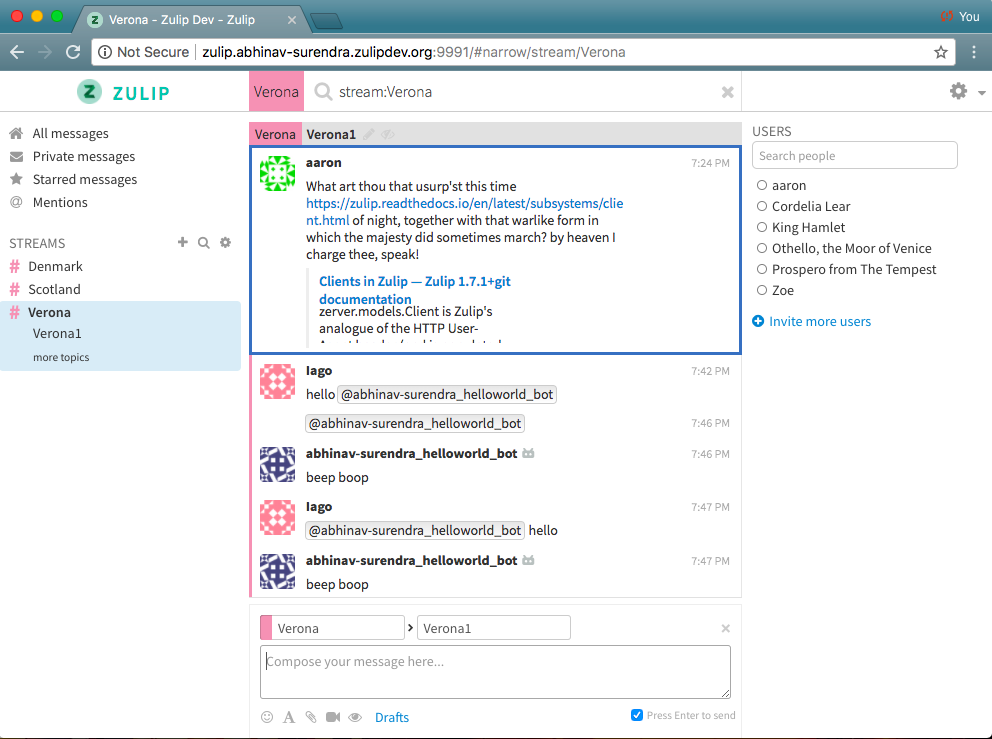 Verona - Zulip Dev - Zulip
You
Not Secure | zulip.abhinav-surendra.zulipdev.org:9991/#narrow/stream/Verona
ZULIP
Verona
stream:Verona
All messages
Private messages
Starred messages
@ Mentions
STREAMS
# Denmark
# Scotland
# Verona
Verona1
more topics
Verona Verona1
aaron 7:24 PM
What art thou that usurp'st this time
https://zulip.readthedocs.io/en/latest/subsystems/clie
nt.html of night, together with that warlike form in
which the majesty did sometimes march? by heaven I
charge thee, speak!
Clients in Zulip — Zulip 1.7.1+git
documentation
zerver.models.Client is Zulip's
analogue of the HTTP User-
Iago 7:42 PM
hello @abhinav-surendra_helloworld_bot
@abhinav-surendra_helloworld_bot 7:46 PM
abhinav-surendra_helloworld_bot 7:46 PM
beep boop
Iago 7:47 PM
@abhinav-surendra_helloworld_bot hello
abhinav-surendra_helloworld_bot 7:47 PM
beep boop
Verona > Verona1
Compose your message here...
Drafts
Press Enter to send
USERS
Search people
aaron
Cordelia Lear
King Hamlet
Othello, the Moor of Venice
Prospero from The Tempest
Zoe
Invite more users